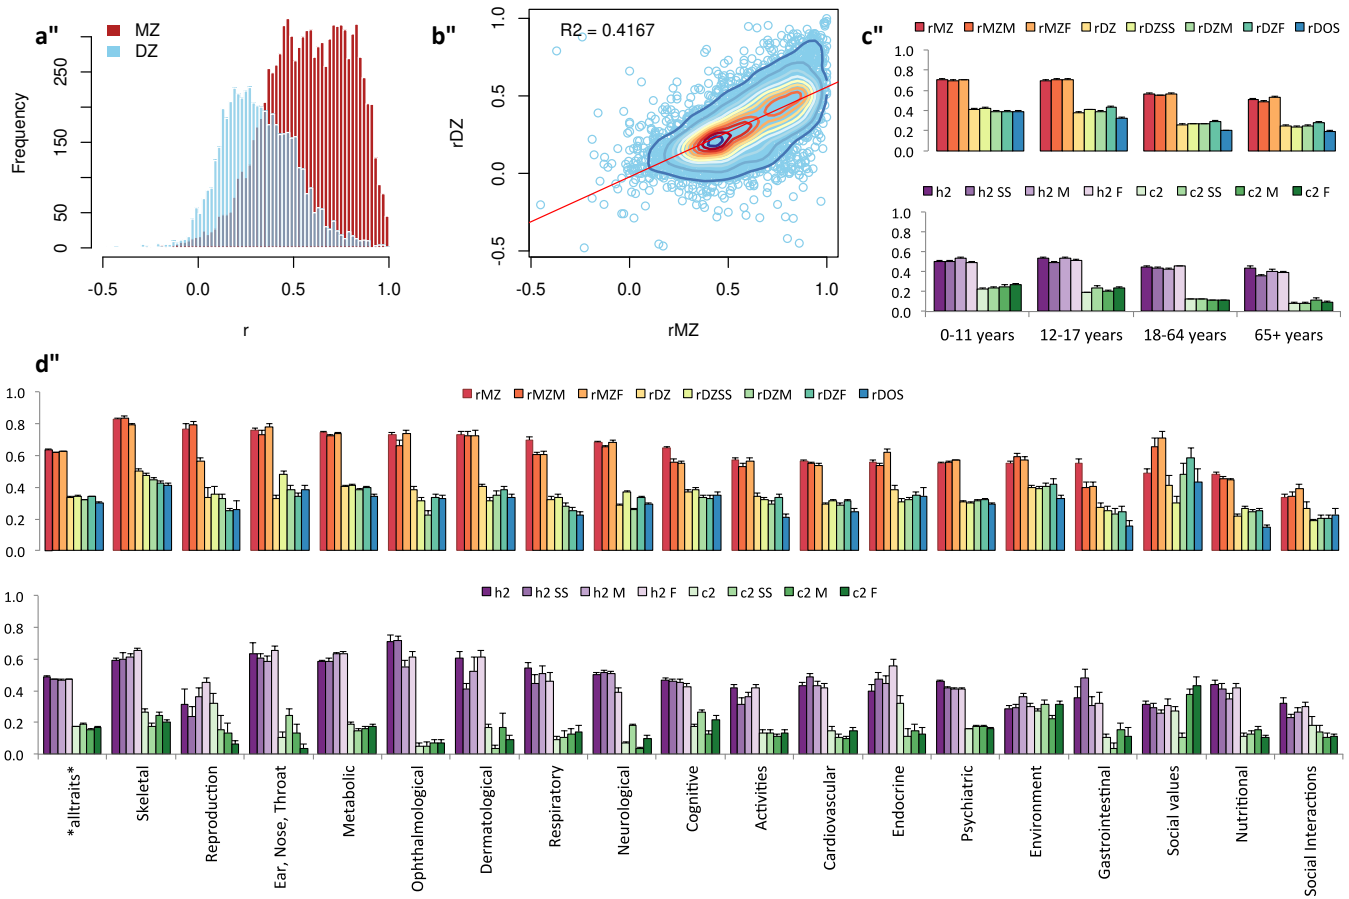 a"
MZ
DZ
Frequency
0
50
150
250
-0.5
0.0
0.5
1.0
r
b"
R2 = 0.4167
rDZ
1.0
0.5
0.0
-0.5
-0.5
0.0
0.5
1.0
rMZ
c"
rMZ rMZM rMZF rDZ rDZSS rDZM rDZF rDOS
1.0
0.8
0.6
0.4
0.2
0.0
h2 h2 SS h2 M h2 F c2 c2 SS c2 M c2 F
1.0
0.8
0.6
0.4
0.2
0.0
0-11 years 12-17 years 18-64 years 65+ years
d"
rMZ rMZM rMZF rDZ rDZSS rDZM rDZF rDOS
1.0
0.8
0.6
0.4
0.2
0.0
h2 h2 SS h2 M h2 F c2 c2 SS c2 M c2 F
1.0
0.8
0.6
0.4
0.2
0.0
*alltraits*
Skeletal
Reproduction
Ear, Nose, Throat
Metabolic
Ophthalmological
Dermatological
Respiratory
Neurological
Cognitive
Activities
Cardiovascular
Endocrine
Psychiatric
Environment
Gastrointestinal
Social values
Nutritional
Social Interactions